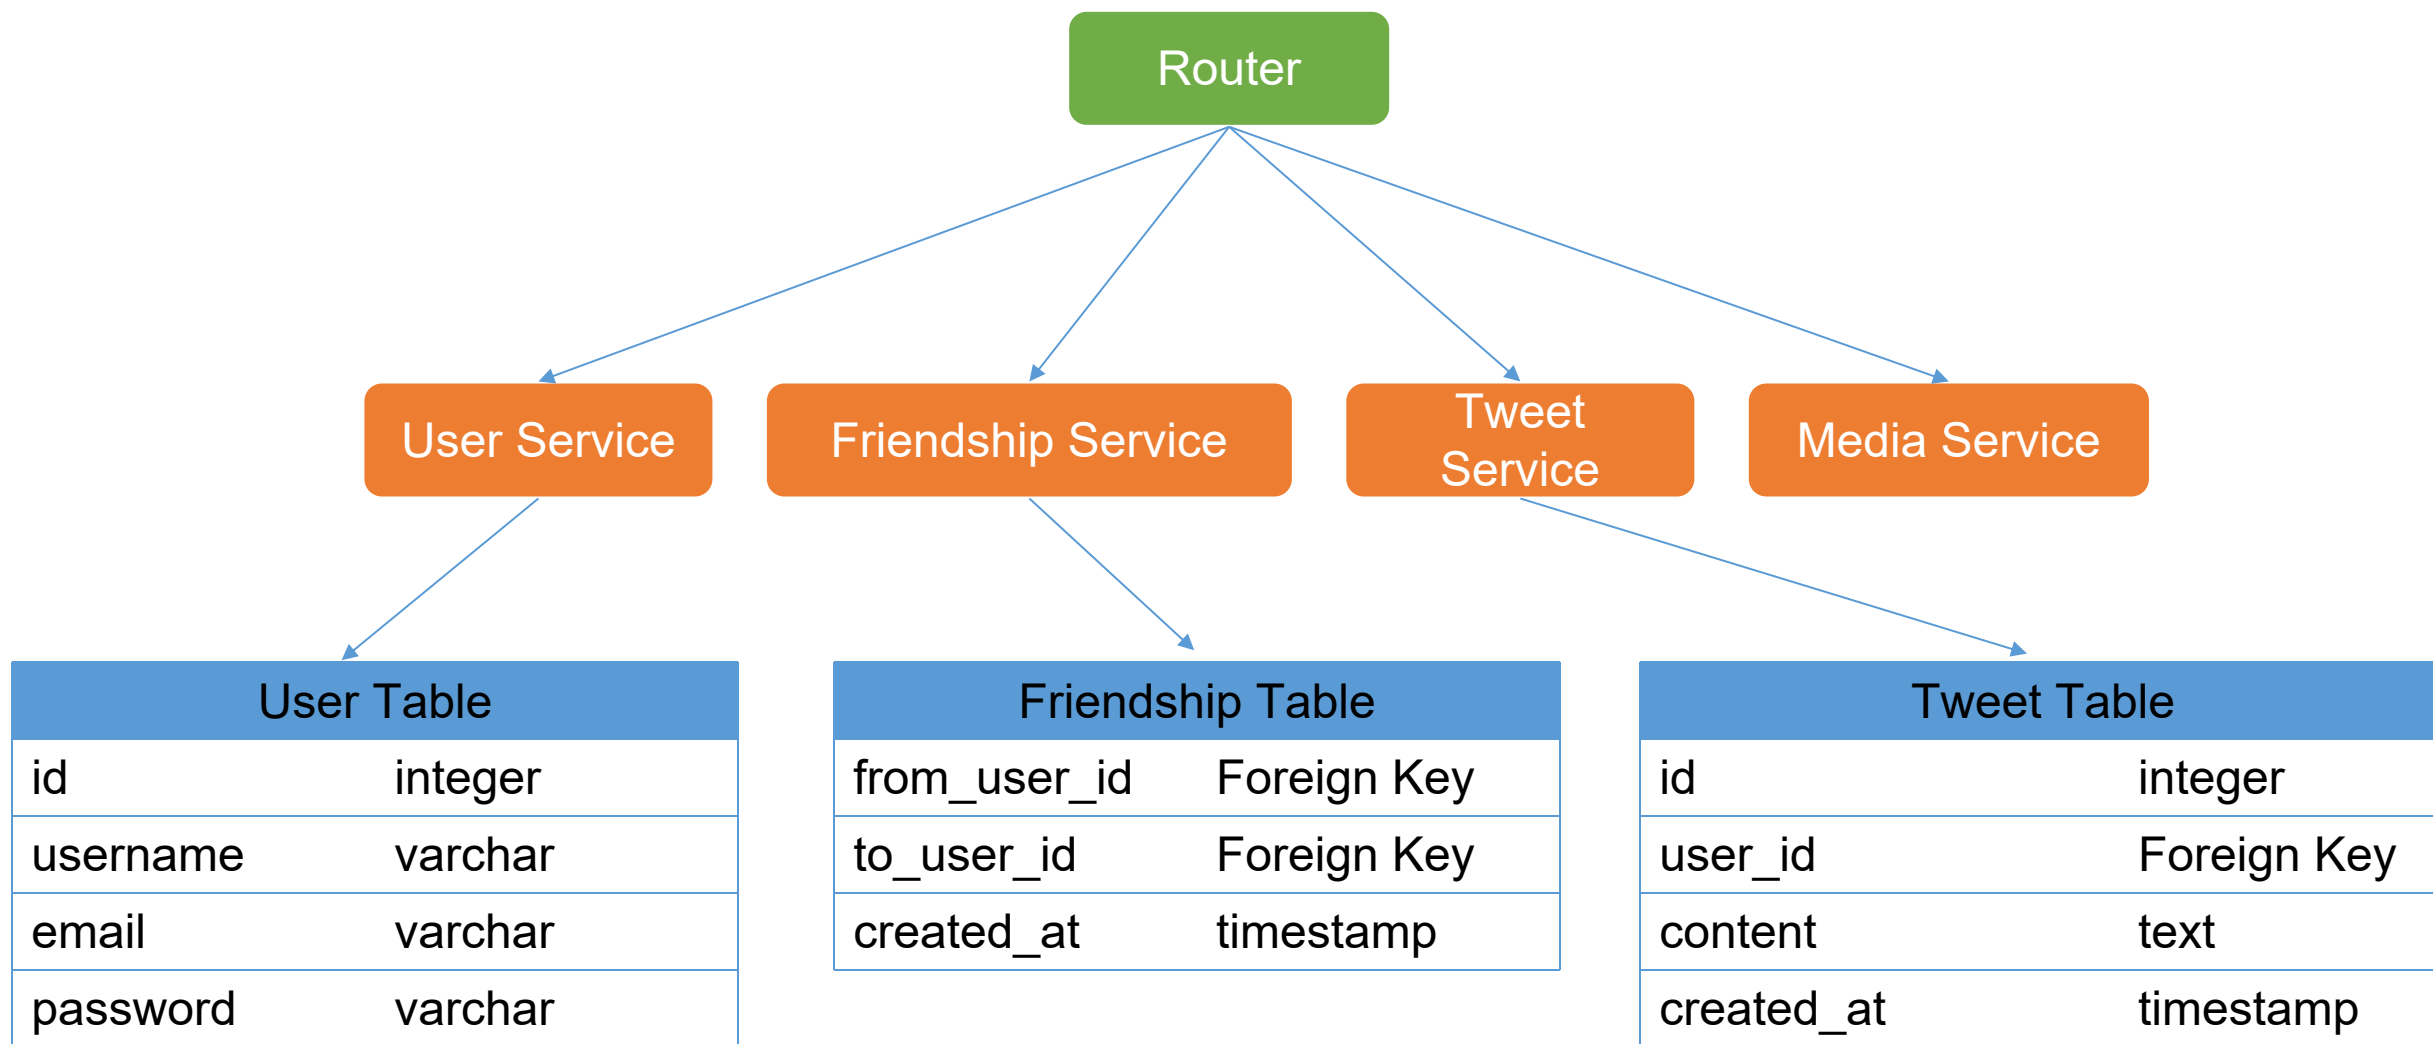 Router
User Service
Friendship Service
Tweet
Service
Media Service
User Table
id integer
username varchar
email varchar
password varchar
Friendship Table
from_user_id Foreign Key
to_user_id Foreign Key
created_at timestamp
Tweet Table
id integer
user_id Foreign Key
content text
created_at timestamp